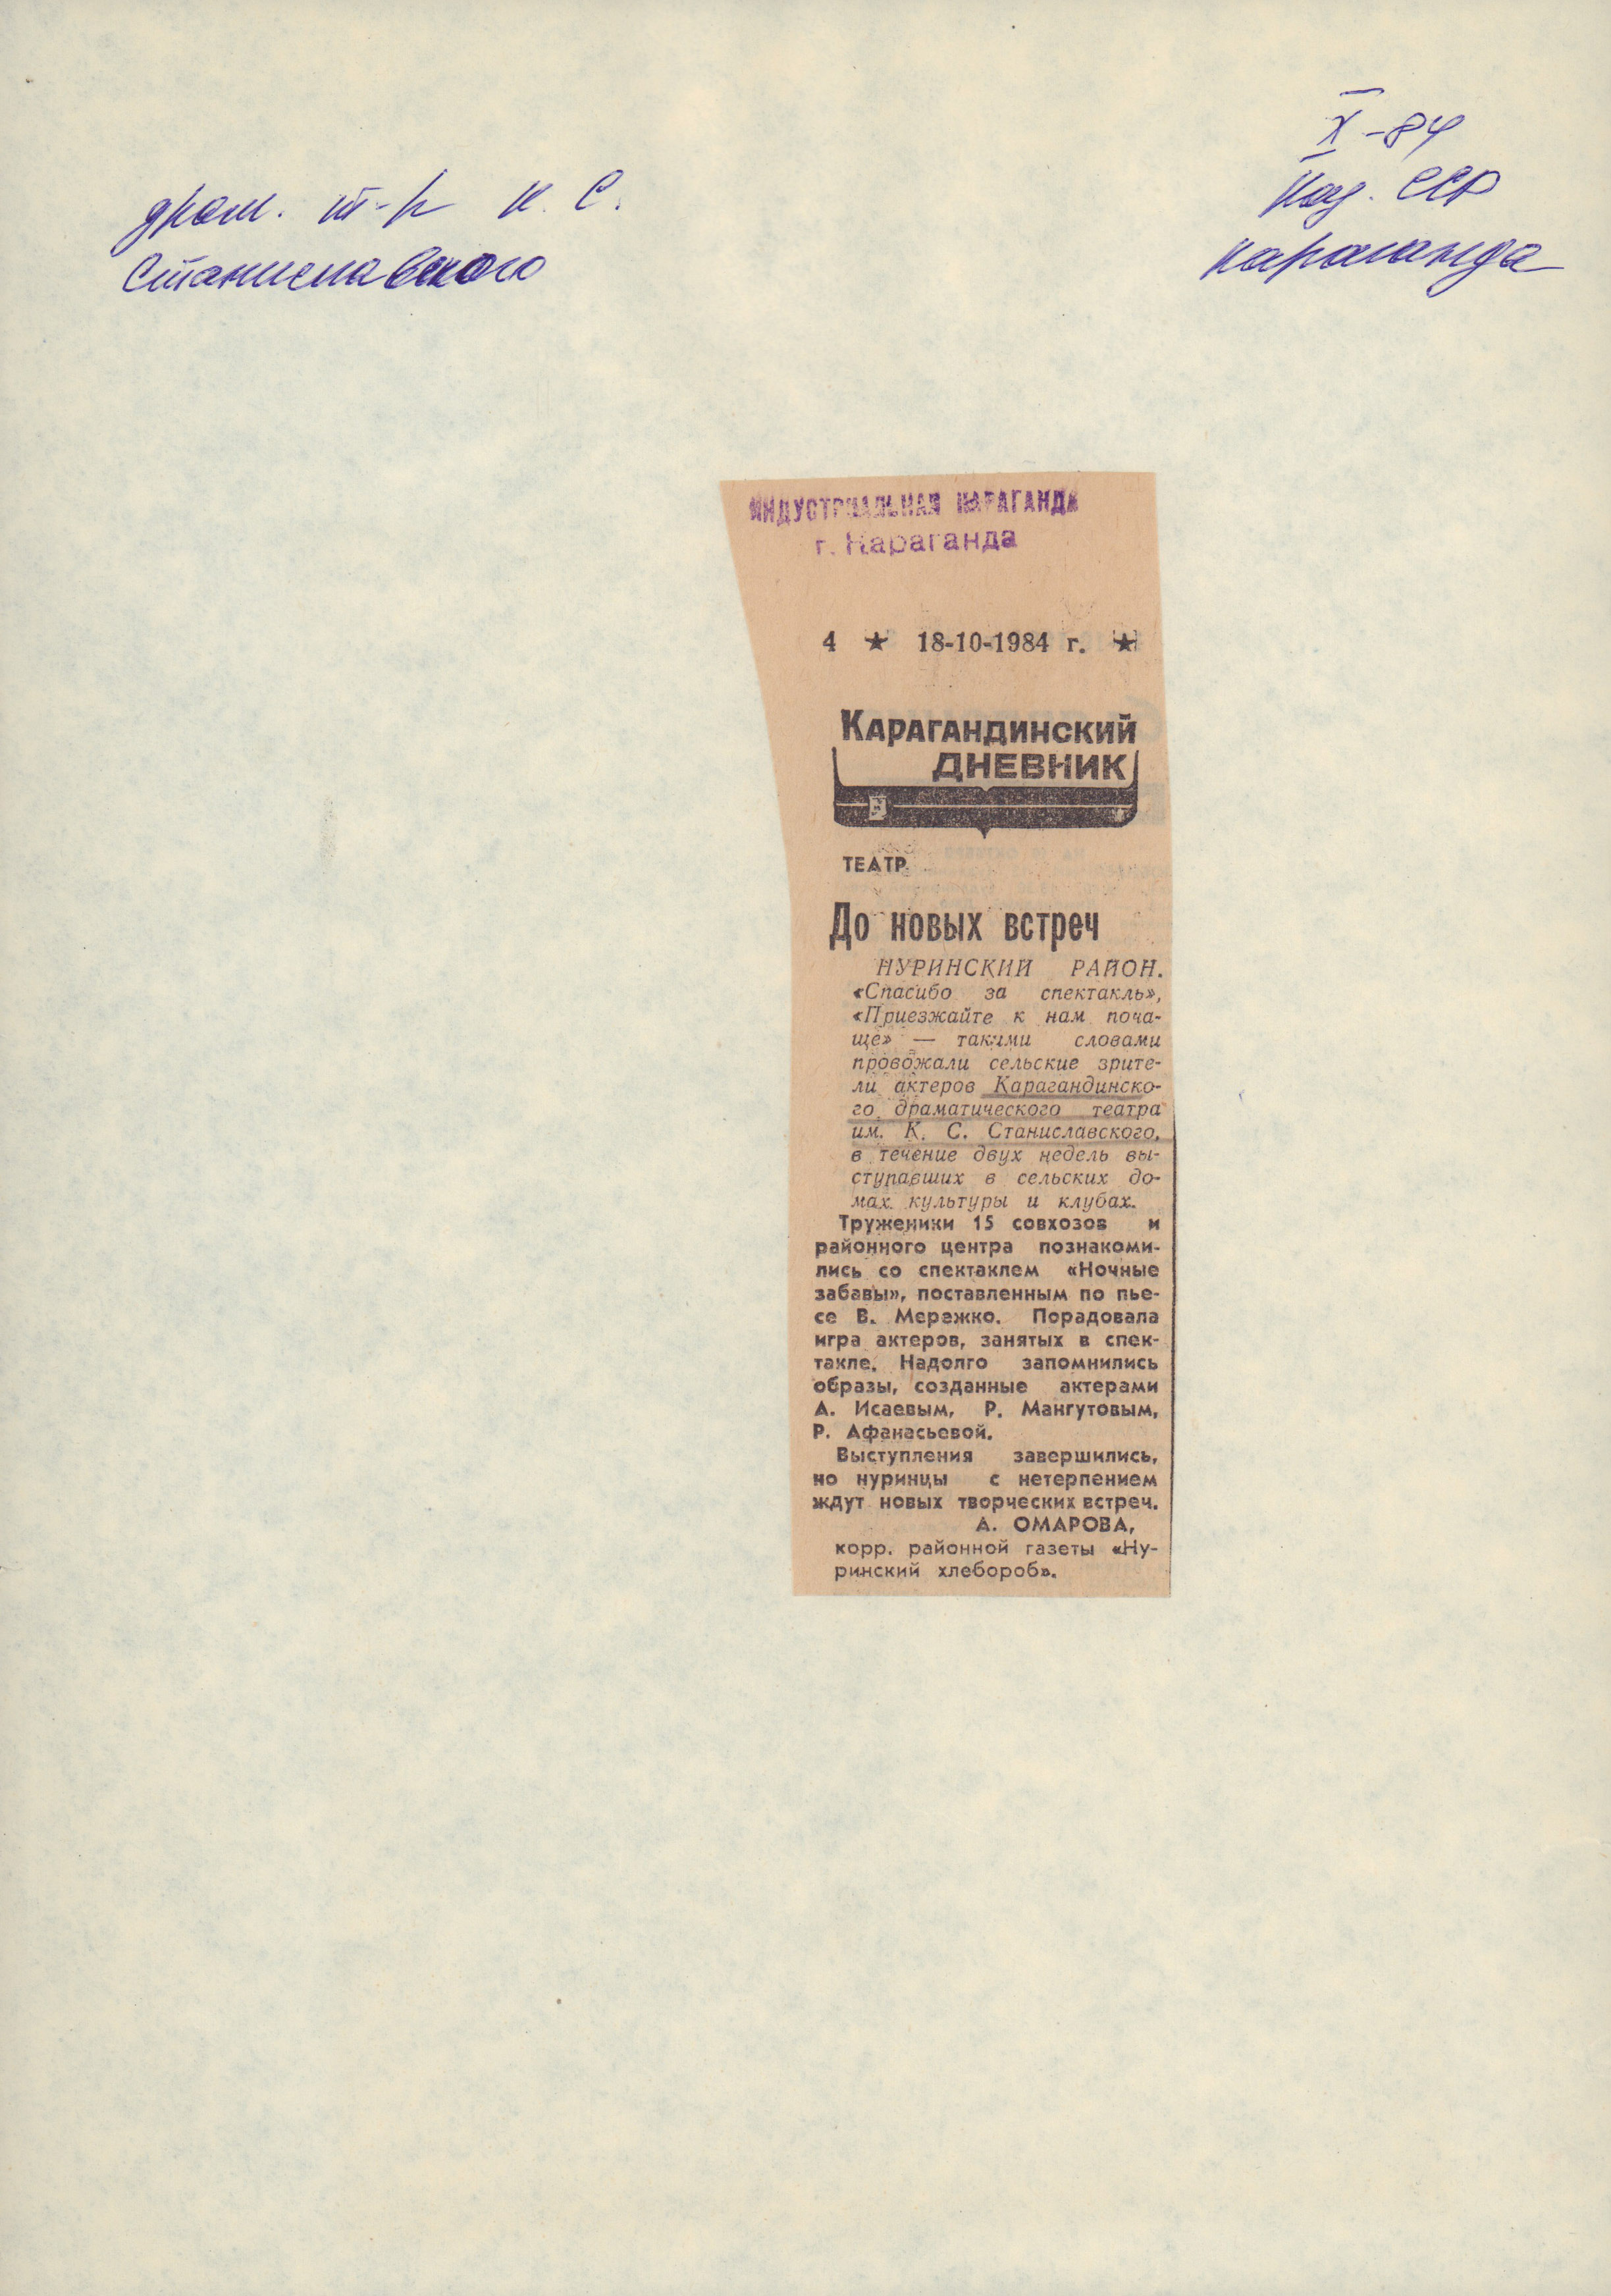 X-84
Каз. ССР
Караганда
драм. т-р К. С.
Станиславского
ИНДУСТРИАЛЬНАЯ КАРАГАНДА
г. Караганда
4 ★ 18-10-1984 г. ★
КАРАГАНДИНСКИЙ
ДНЕВНИК
ТЕАТР
До новых встреч
НУРИНСКИЙ РАЙОН.
«Спасибо за спектакль»,
«Приезжайте к нам поча-
ще» — такими словами
провожали сельские зрите-
ли актеров Карагандинско-
го драматического театра
им. К. С. Станиславского,
в течение двух недель вы-
ступавших в сельских до-
мах культуры и клубах.
Труженики 15 совхозов и
районного центра познакоми-
лись со спектаклем «Ночные
забавы», поставленным по пье-
се В. Мережко. Порадовала
игра актеров, занятых в спек-
такле. Надолго запомнились
образы, созданные актерами
А. Исаевым, Р. Мангутовым,
Р. Афанасьевой.
Выступления завершились,
но нуринцы с нетерпением
ждут новых творческих встреч.
А. ОМАРОВА,
корр. районной газеты «Ну-
ринский хлебороб».